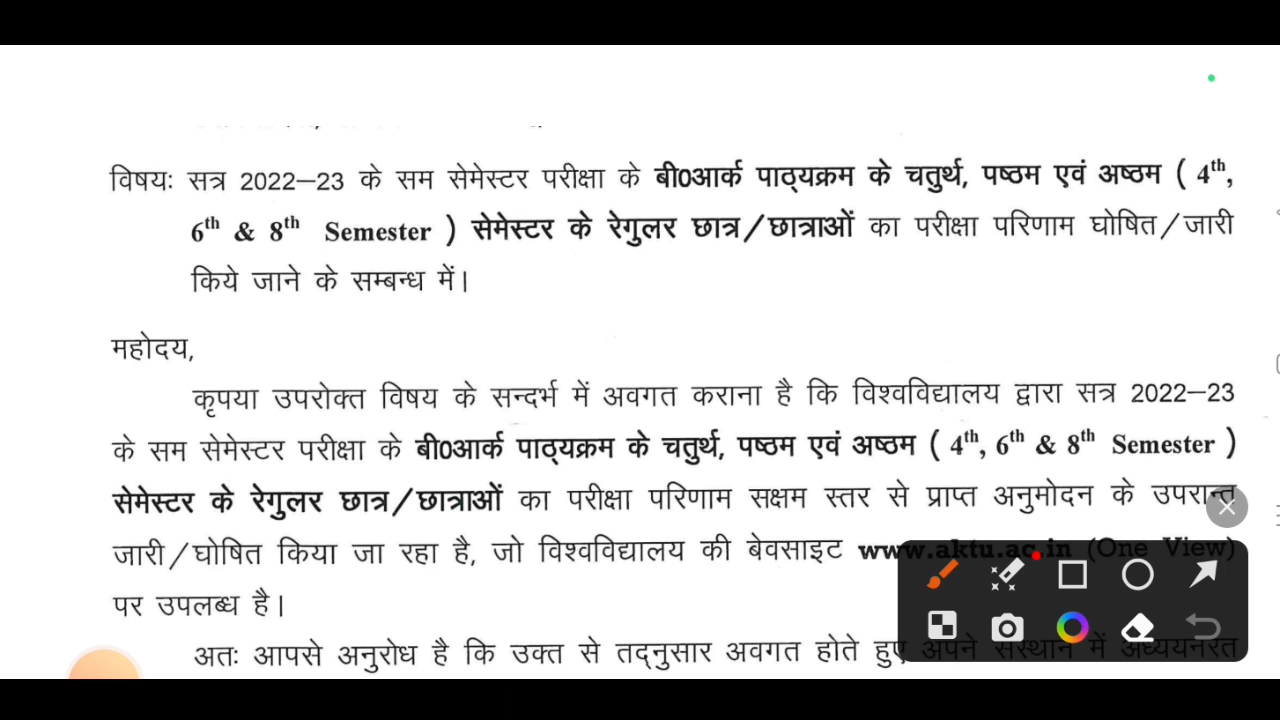 विषयः सत्र 2022–23 के सम सेमेस्टर परीक्षा के बी0आर्क पाठ्यक्रम के चतुर्थ, षष्ठम एवं अष्ठम ( 4th,
6th & 8th Semester ) सेमेस्टर के रेगुलर छात्र/छात्राओं का परीक्षा परिणाम घोषित/जारी
किये जाने के सम्बन्ध में।
महोदय,
कृपया उपरोक्त विषय के सन्दर्भ में अवगत कराना है कि विश्वविद्यालय द्वारा सत्र 2022–23
के सम सेमेस्टर परीक्षा के बी0आर्क पाठ्यक्रम के चतुर्थ, षष्ठम एवं अष्ठम ( 4th, 6th & 8th Semester )
सेमेस्टर के रेगुलर छात्र/छात्राओं का परीक्षा परिणाम सक्षम स्तर से प्राप्त अनुमोदन के उपरान्त
जारी/घोषित किया जा रहा है, जो विश्वविद्यालय की बेवसाइट www.aktu.ac.in (One View)
पर उपलब्ध है।
अतः आपसे अनुरोध है कि उक्त से तद्नुसार अवगत होते हुए अपने संस्थान में अध्ययनरत